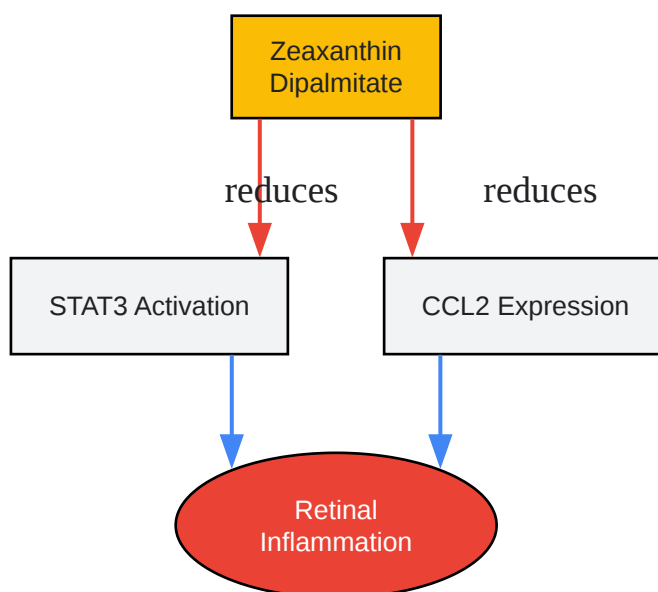 Zeaxanthin
Dipalmitate
reduces
reduces
STAT3 Activation
CCL2 Expression
Retinal
Inflammation